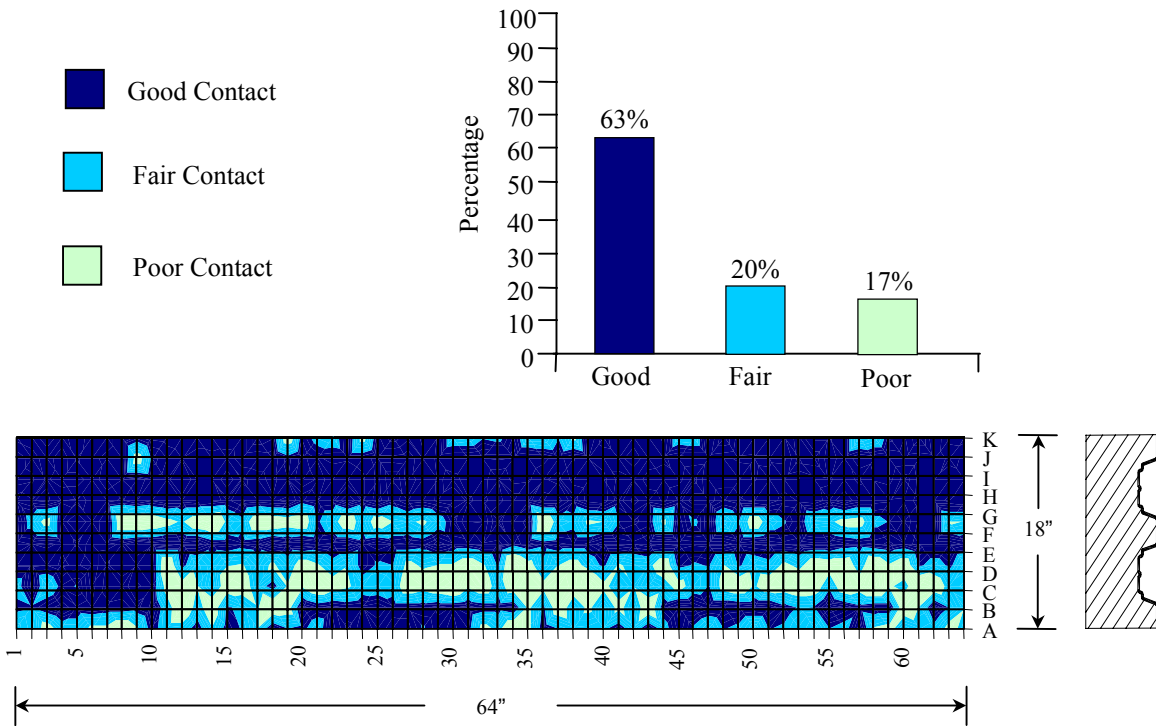 Good Contact
Fair Contact
Poor Contact
Percentage
100
90
80
70
60
50
40
30
20
10
0
63%
20%
17%
Good Fair Poor
K
J
I
H
G
F
E
D
C
B
A
1 5 10 15 20 25 30 35 40 45 50 55 60
64"
18"